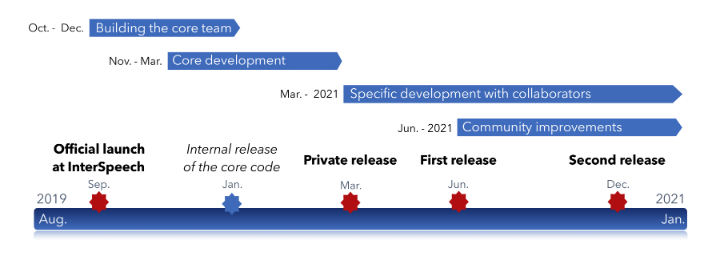 Oct. - Dec. Building the core team
Nov. - Mar. Core development
Mar. - 2021 Specific development with collaborators
Jun. - 2021 Community improvements
Official launch
at InterSpeech
Sep.
Internal release
of the core code
Jan.
Private release
Mar.
First release
Jun.
Second release
Dec.
2019
2021
Aug.
Jan.